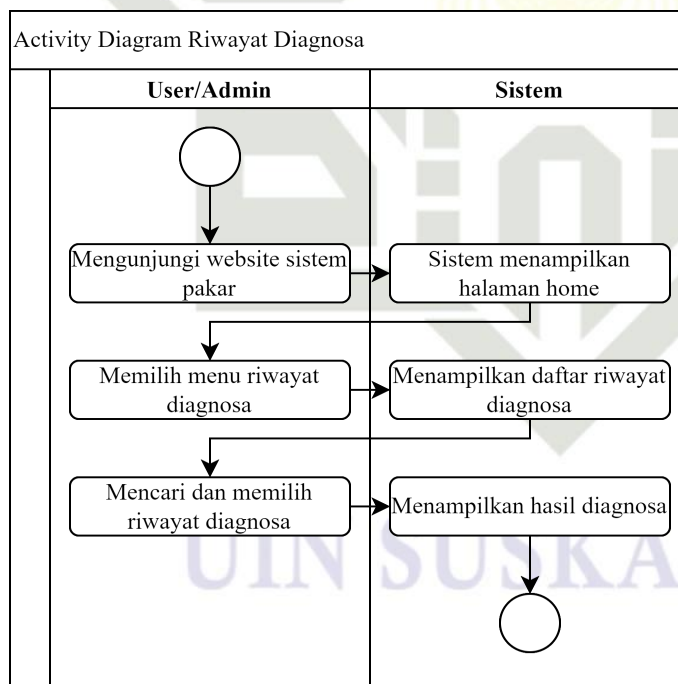 Activity Diagram Riwayat Diagnosa
User/Admin
Sistem
Mengunjungi website sistem
pakar
Sistem menampilkan
halaman home
Memilih menu riwayat
diagnosa
Menampilkan daftar riwayat
diagnosa
Mencari dan memilih
riwayat diagnosa
Menampilkan hasil diagnosa
UIN SUSKA